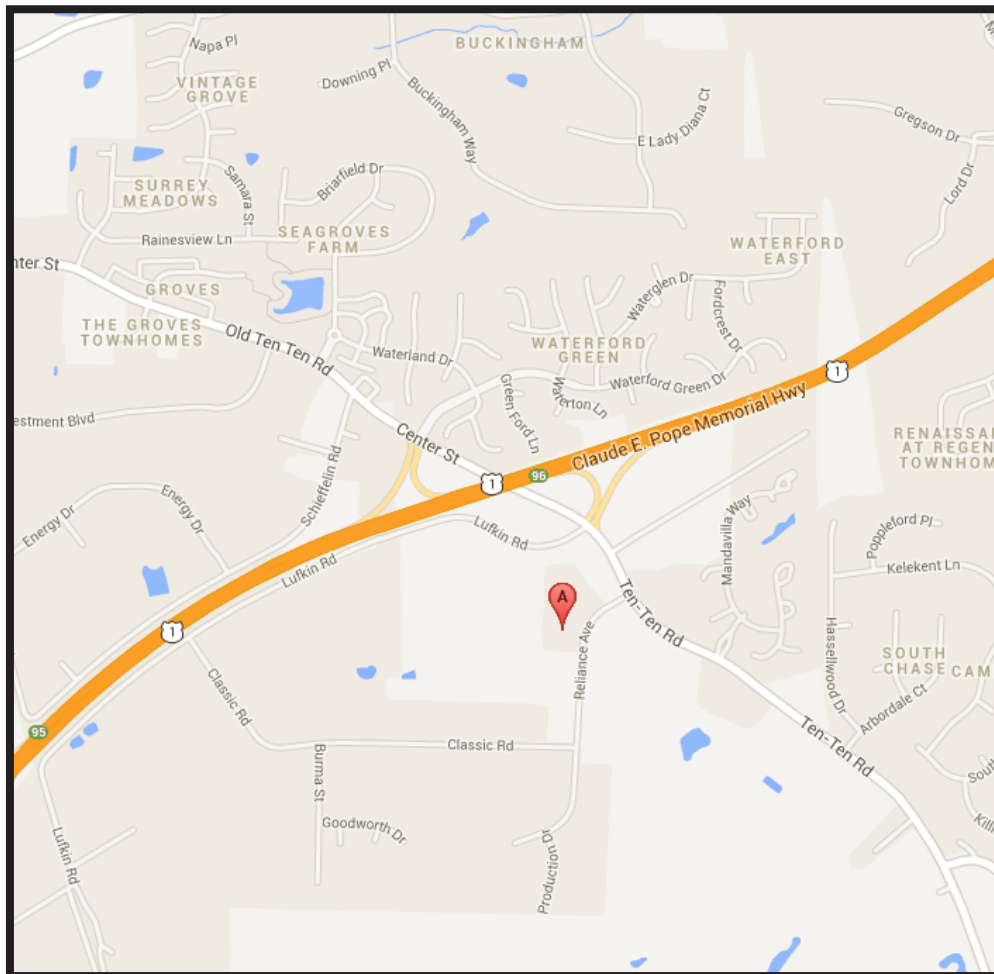 Napa Pl
BUCKINGHAM
Downing Pl
VINTAGE
GROVE
Buckingham Way
E Lady Diana Ct
Gregson Dr
Lord Dr
SURREY
MEADOWS
Samara St
Briarfield Dr
SEAGROVES
FARM
Rainesview Ln
WATERFORD
EAST
nter St
GROVES
THE GROVES
TOWNHOMES
Old Ten Ten Rd
Waterglen Dr
Fordcrest Dr
WATERFORD
GREEN
Waterland Dr
Green Ford Ln
Waterton Ln
Waterford Green Dr
1
Claude E. Pope Memorial Hwy
estment Blvd
Center St
RENAISSAN
AT REGEN
TOWNHOM
96
1
Schieffelin Rd
Energy Dr
Energy Dr
Lufkin Rd
Mandavilla Way
Poppleford Pl
Kelekent Ln
Lufkin Rd
A
Ten-Ten Rd
1
Reliance Ave
Hassellwood Dr
SOUTH
CHASE
CAM
Arbordale Ct
Classic Rd
95
Classic Rd
Ten-Ten Rd
Burma St
South
Goodworth Dr
Killi
Lufkin Rd
Production Dr